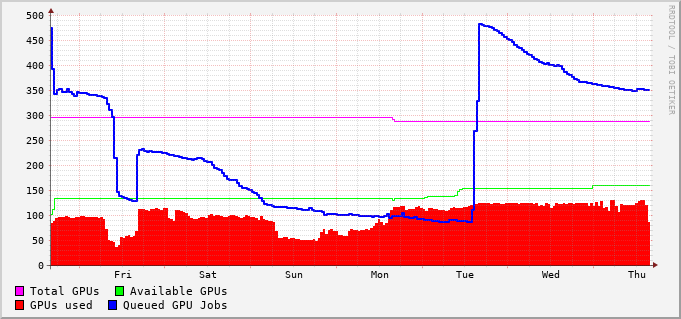 500
450
400
350
300
250
200
150
100
50
0
Fri Sat Sun Mon Tue Wed Thu
Total GPUs Available GPUs
GPUs used Queued GPU Jobs
RRDTOOL / TOBI OETIKER